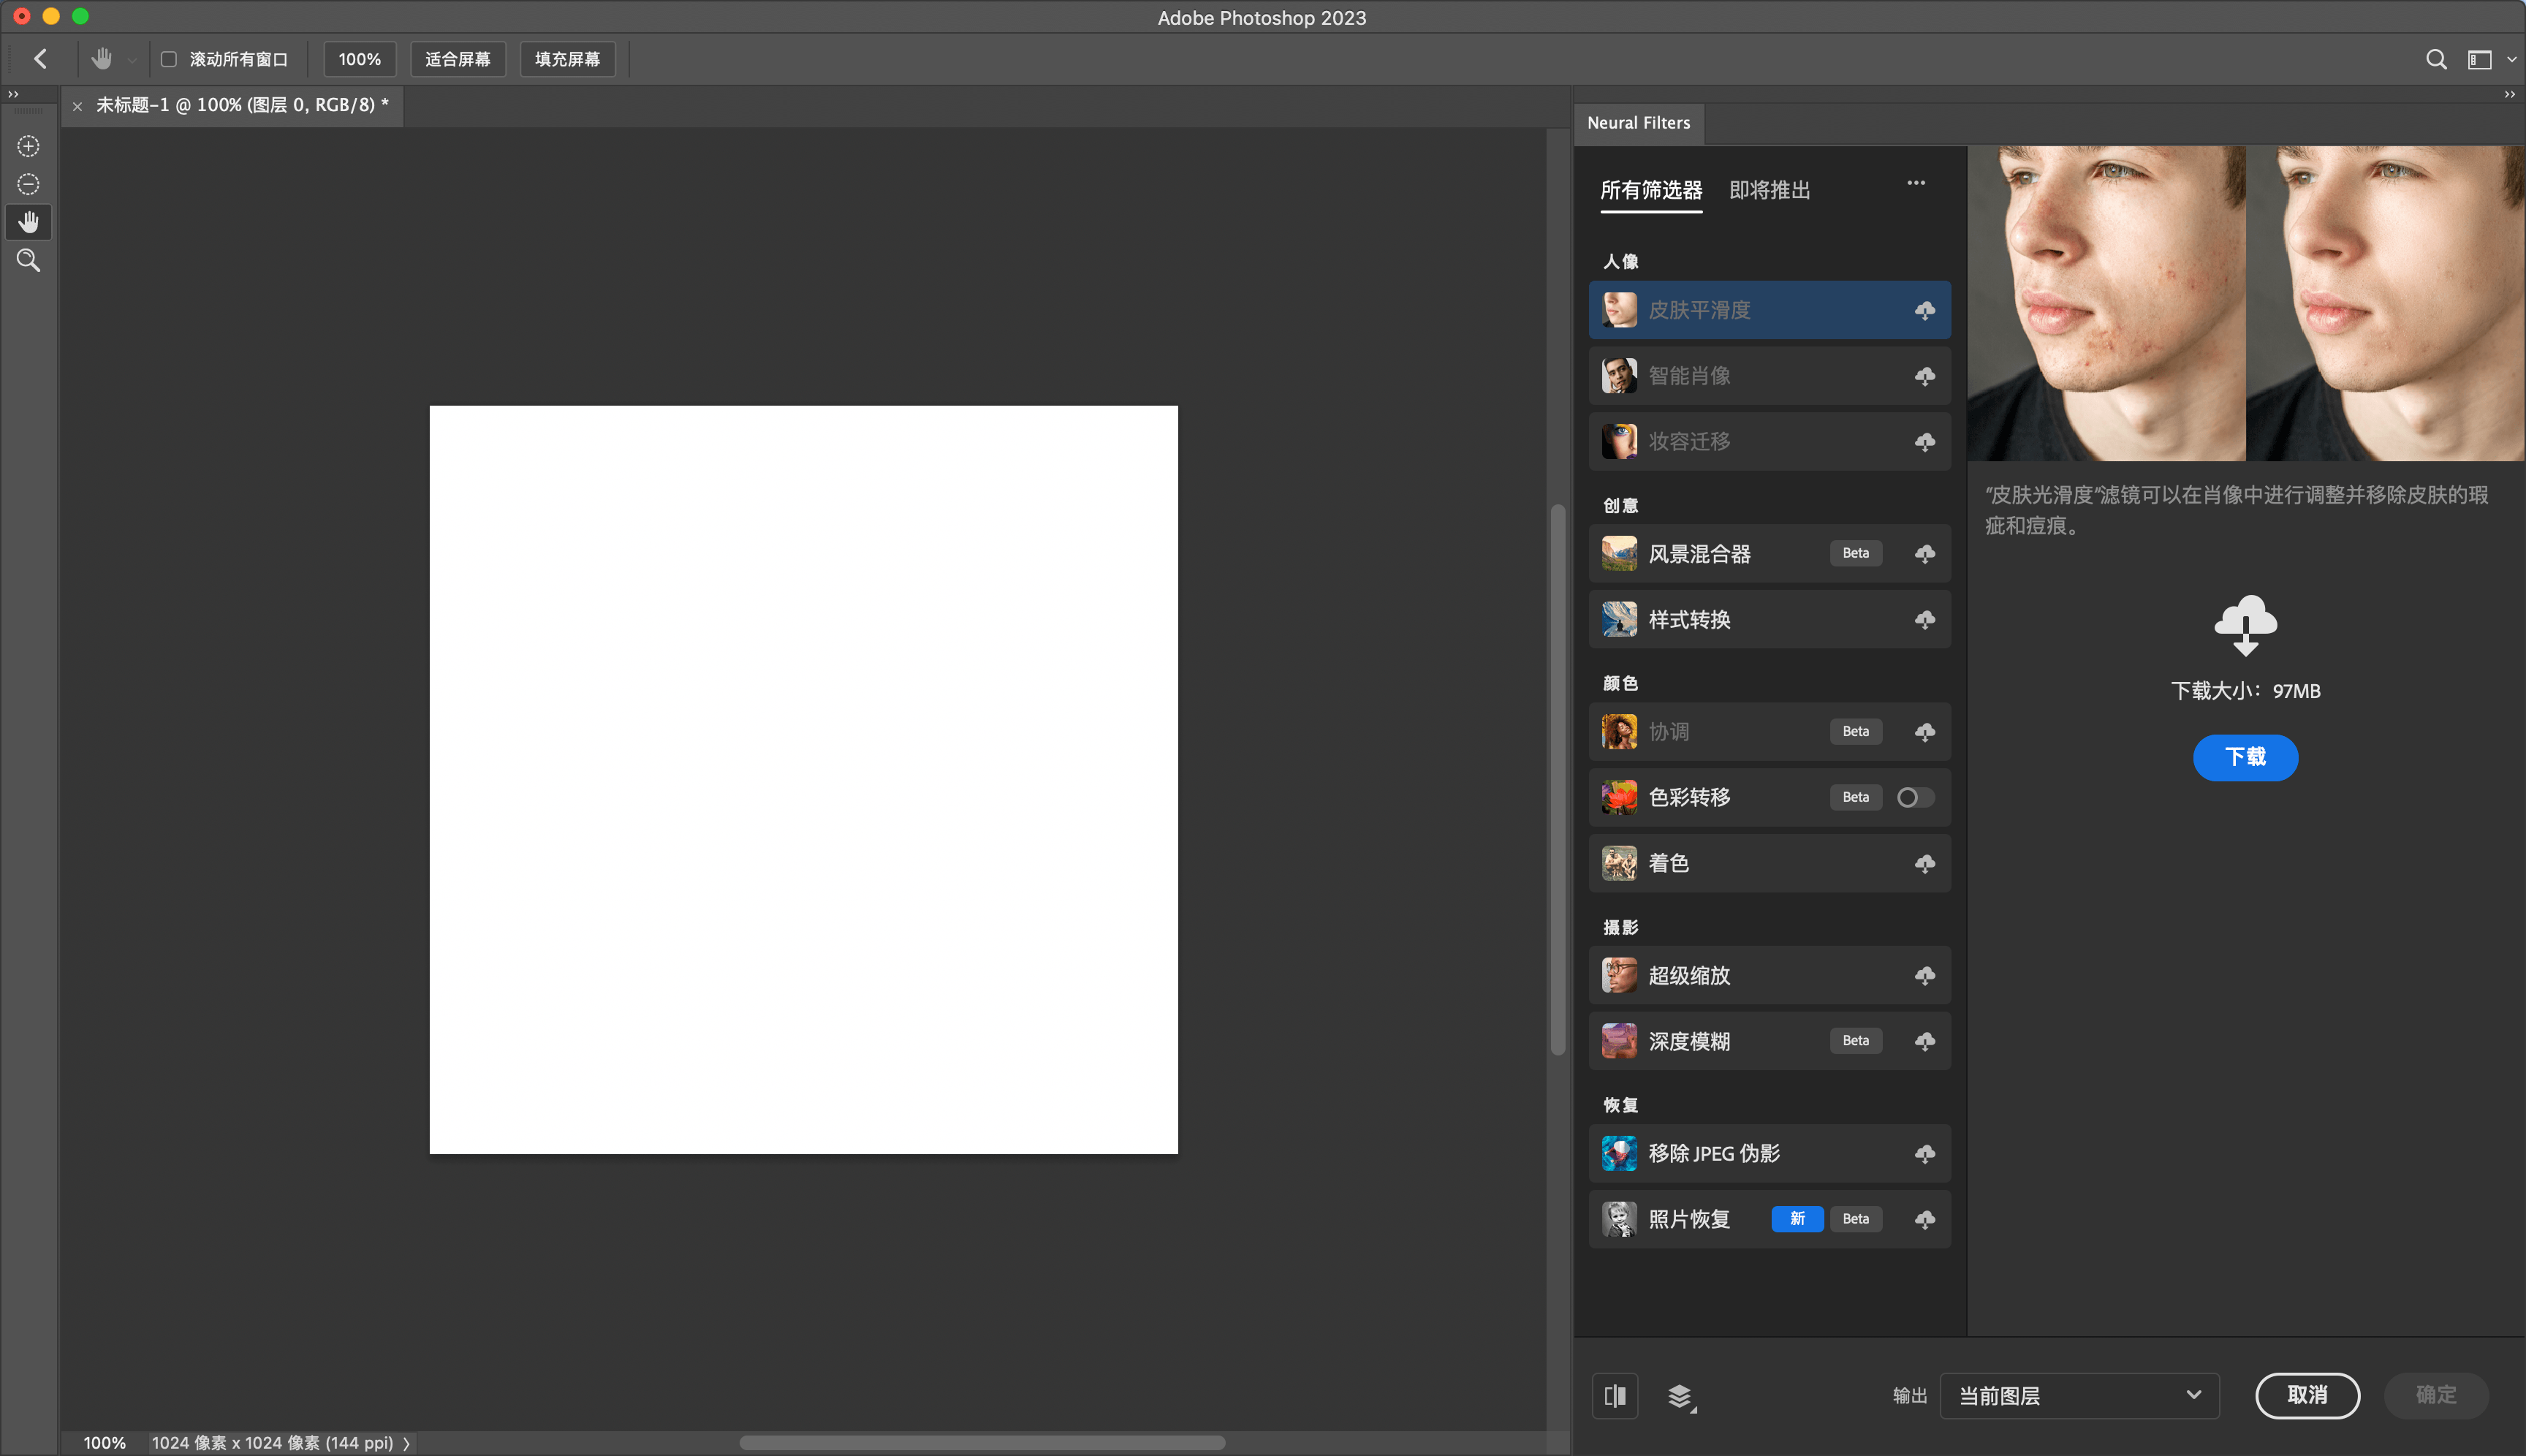 Adobe Photoshop 2023
滚动所有窗口 100% 适合屏幕 填充屏幕
未标题-1 @ 100% (图层 0, RGB/8) *
Neural Filters
所有筛选器 即将推出
人像
皮肤平滑度
智能肖像
妆容迁移
创意
风景混合器 Beta
样式转换
颜色
协调 Beta
色彩转移 Beta
着色
摄影
超级缩放
深度模糊 Beta
恢复
移除 JPEG 伪影
照片恢复 新 Beta
“皮肤光滑度”滤镜可以在肖像中进行调整并移除皮肤的瑕
疵和痘痕。
下载大小：97MB
下载
输出 当前图层 取消 确定
100% 1024 像素 x 1024 像素 (144 ppi)